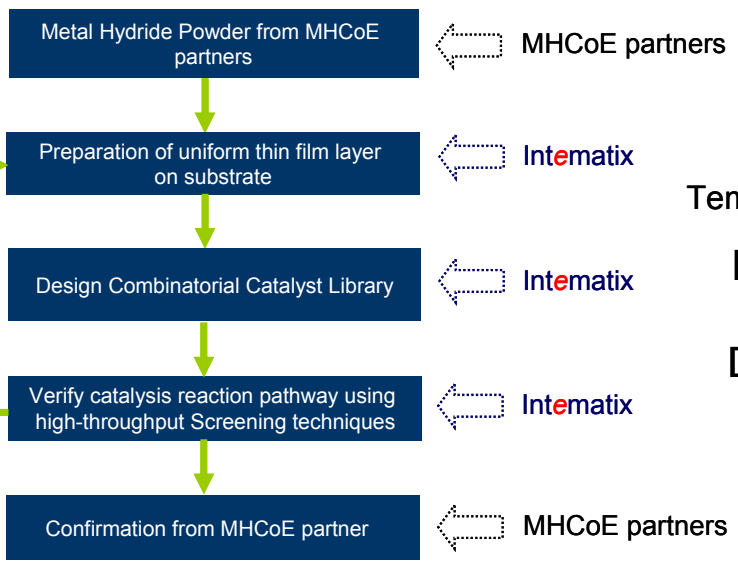 Metal Hydride Powder from MHCoE
partners
MHCoE partners
Preparation of uniform thin film layer
on substrate
Intematix
Design Combinatorial Catalyst Library
Intematix
Verify catalysis reaction pathway using
high-throughput Screening techniques
Intematix
Confirmation from MHCoE partner
MHCoE partners